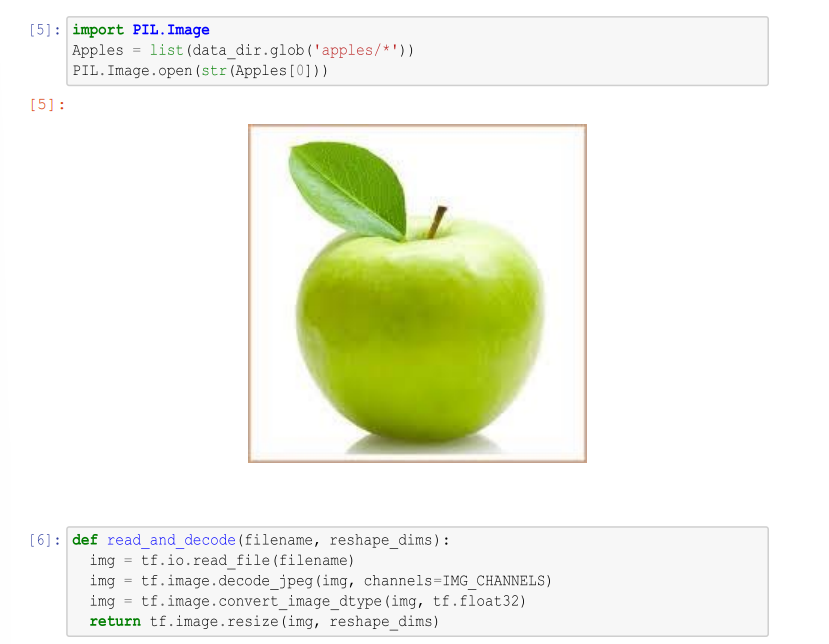 [5]: import PIL.Image
Apples = list(data_dir.glob('apples/*'))
PIL.Image.open(str(Apples[0]))
[5]:
[6]: def read_and_decode(filename, reshape_dims):
img = tf.io.read_file(filename)
img = tf.image.decode_jpeg(img, channels=IMG_CHANNELS)
img = tf.image.convert_image_dtype(img, tf.float32)
return tf.image.resize(img, reshape_dims)